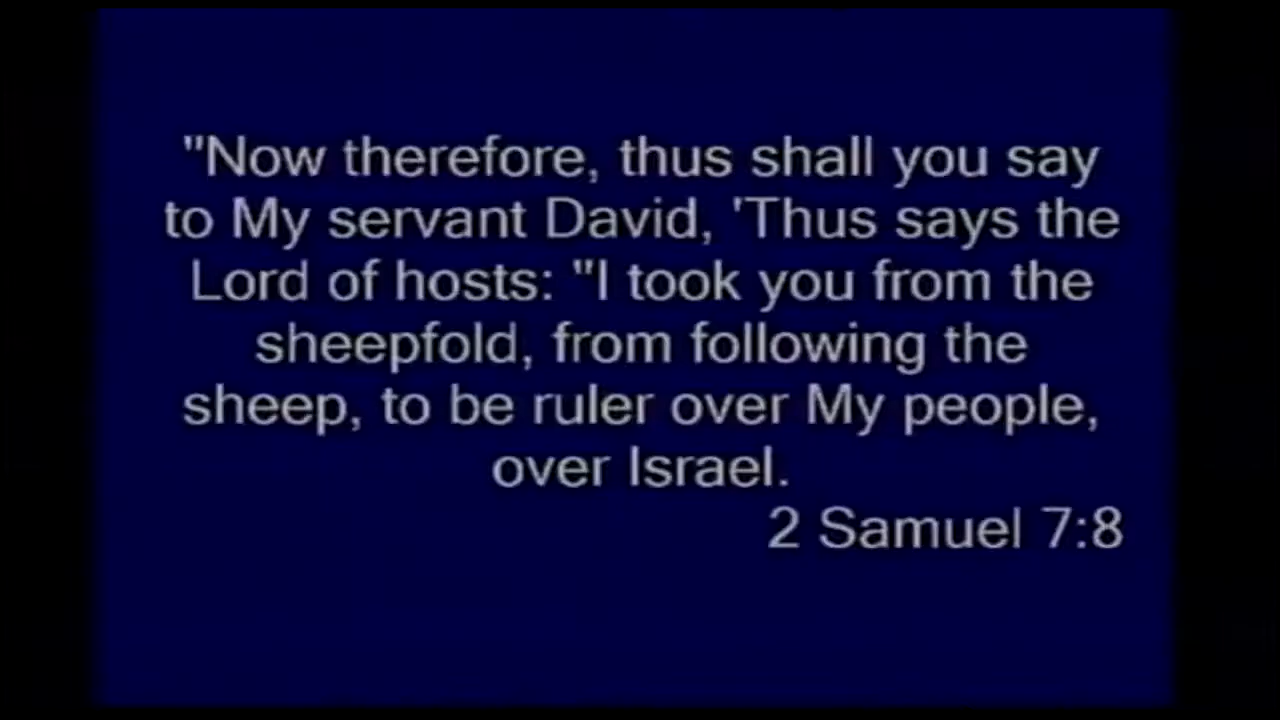 "Now therefore, thus shall you say
to My servant David, 'Thus says the
Lord of hosts: "I took you from the
sheepfold, from following the
sheep, to be ruler over My people,
over Israel.
2 Samuel 7:8